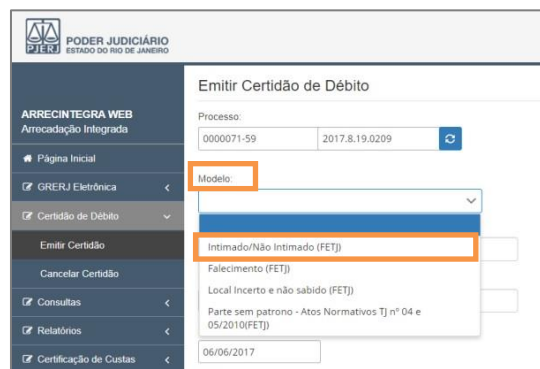 PJERJ
PODER JUDICIÁRIO
ESTADO DO RIO DE JANEIRO
ARRECINTEGRA WEB
Arrecadação Integrada
Página Inicial
GRERJ Eletrônica
Certidão de Débito
Emitir Certidão
Cancelar Certidão
Consultas
Relatórios
Certificação de Custas
Emitir Certidão de Débito
Processo:
0000071-59 2017.8.19.0209
Modelo:
Intimado/Não Intimado (FETJ)
Falecimento (FETJ)
Local Incerto e não sabido (FETJ)
Parte sem patrono - Atos Normativos TJ nº 04 e
05/2010(FETJ)
06/06/2017